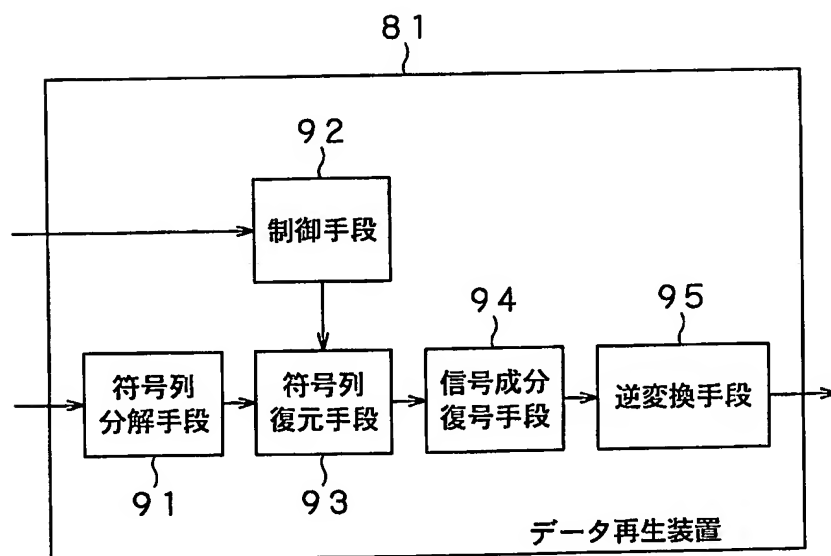 81
92
制御手段
94
95
符号列
分解手段
符号列
復元手段
信号成分
復号手段
逆変換手段
91
93
データ再生装置